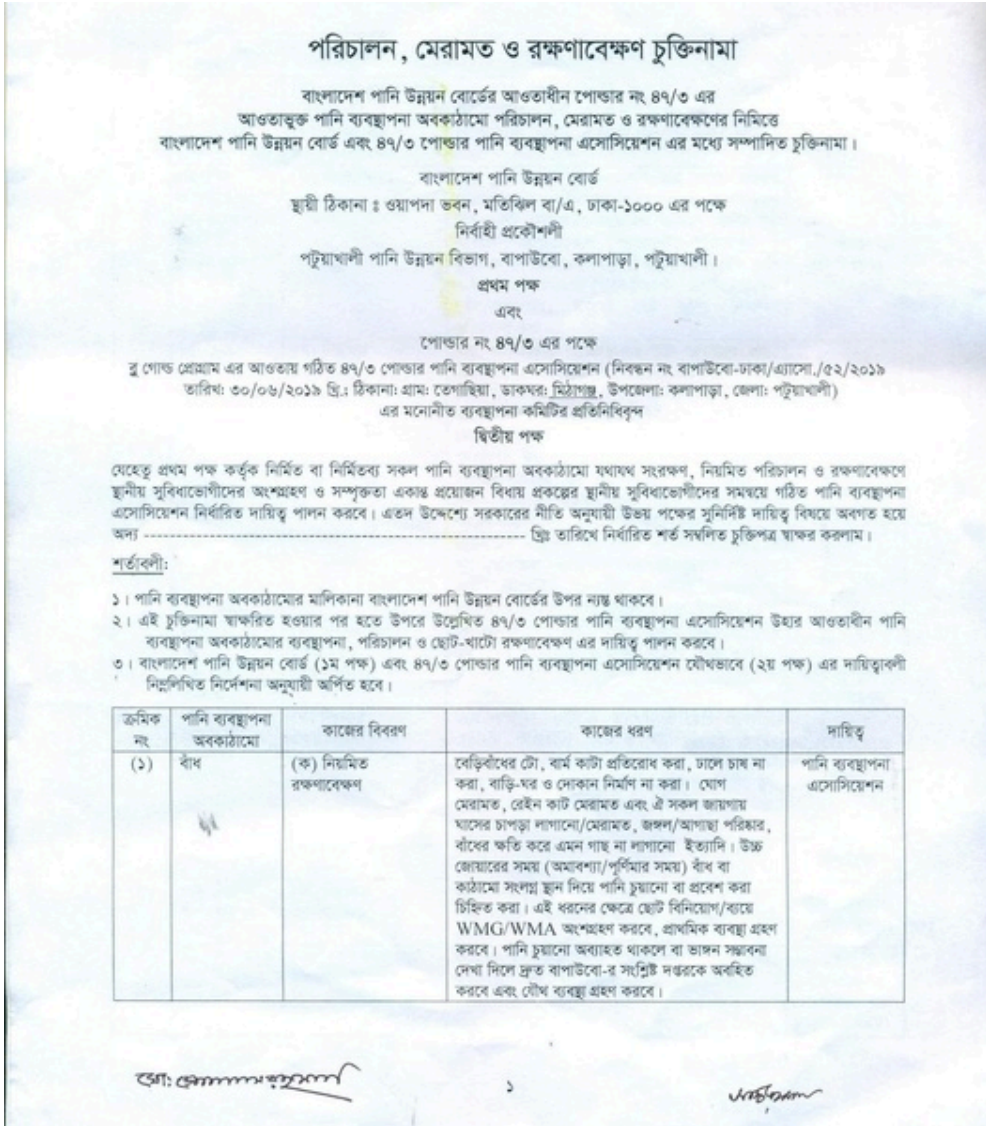 পরিচালন, মেরামত ও রক্ষণাবেক্ষণ চুক্তিনামা
বাংলাদেশ পানি উন্নয়ন বোর্ডের আওতাধীন পোল্ডার নং ৪৭/৩ এর
আওতাভুক্ত পানি ব্যবস্থাপনা অবকাঠামো পরিচালন, মেরামত ও রক্ষণাবেক্ষণের নিমিত্তে
বাংলাদেশ পানি উন্নয়ন বোর্ড এবং ৪৭/৩ পোল্ডার পানি ব্যবস্থাপনা এসোসিয়েশন এর মধ্যে সম্পাদিত চুক্তিনামা।
বাংলাদেশ পানি উন্নয়ন বোর্ড
স্থায়ী ঠিকানা ঃ ওয়াপদা ভবন, মতিঝিল বা/এ, ঢাকা-১০০০ এর পক্ষে
নির্বাহী প্রকৌশলী
পটুয়াখালী পানি উন্নয়ন বিভাগ, বাপাউবো, কলাপাড়া, পটুয়াখালী।
প্রথম পক্ষ
এবং
পোল্ডার নং ৪৭/৩ এর পক্ষে
ব্লু গোল্ড প্রোগ্রাম এর আওতায় গঠিত ৪৭/৩ পোল্ডার পানি ব্যবস্থাপনা এসোসিয়েশন (নিবন্ধন নং বাপাউবো-ঢাকা/এ্যাসো./৫২/২০১৯
তারিখ: ৩০/০৬/২০১৯ খ্রি.; ঠিকানা: গ্রাম: তেগাছিয়া, ডাকঘর: মিঠাগঞ্জ, উপজেলা: কলাপাড়া, জেলা: পটুয়াখালী)
এর মনোনীত ব্যবস্থাপনা কমিটির প্রতিনিধিবৃন্দ
দ্বিতীয় পক্ষ
যেহেতু প্রথম পক্ষ কর্তৃক নির্মিত বা নির্মিতব্য সকল পানি ব্যবস্থাপনা অবকাঠামো যথাযথ সংরক্ষণ, নিয়মিত পরিচালন ও রক্ষণাবেক্ষণে
স্থানীয় সুবিধাভোগীদের অংশগ্রহণ ও সম্পৃক্ততা একান্ত প্রয়োজন বিধায় প্রকল্পের স্থানীয় সুবিধাভোগীদের সমন্বয়ে গঠিত পানি ব্যবস্থাপনা
এসোসিয়েশন নির্ধারিত দায়িত্ব পালন করবে। এতদ উদ্দেশ্যে সরকারের নীতি অনুযায়ী উভয় পক্ষের সুনির্দিষ্ট দায়িত্ব বিষয়ে অবগত হয়ে
অদ্য ---------------------------------------------------------- খ্রিঃ তারিখে নির্ধারিত শর্ত সম্বলিত চুক্তিপত্র স্বাক্ষর করলাম।
শর্তাবলী:
১। পানি ব্যবস্থাপনা অবকাঠামোর মালিকানা বাংলাদেশ পানি উন্নয়ন বোর্ডের উপর ন্যস্ত থাকবে।
২। এই চুক্তিনামা স্বাক্ষরিত হওয়ার পর হতে উপরে উল্লেখিত ৪৭/৩ পোল্ডার পানি ব্যবস্থাপনা এসোসিয়েশন উহার আওতাধীন পানি
ব্যবস্থাপনা অবকাঠামোর ব্যবস্থাপনা, পরিচালন ও ছোট-খাটো রক্ষণাবেক্ষণ এর দায়িত্ব পালন করবে।
৩। বাংলাদেশ পানি উন্নয়ন বোর্ড (১ম পক্ষ) এবং ৪৭/৩ পোল্ডার পানি ব্যবস্থাপনা এসোসিয়েশন যৌথভাবে (২য় পক্ষ) এর দায়িত্বাবলী
নিম্নলিখিত নির্দেশনা অনুযায়ী অর্পিত হবে।
ক্রমিক নং পানি ব্যবস্থাপনা অবকাঠামো কাজের বিবরণ কাজের ধরণ দায়িত্ব
(১) বাঁধ (ক) নিয়মিত রক্ষণাবেক্ষণ
বেড়িবাঁধের টো, বার্ম কাটা প্রতিরোধ করা, ঢালে চাষ না
করা, বাড়ি-ঘর ও দোকান নির্মাণ না করা। ঘোগ
মেরামত, রেইন কাট মেরামত এবং ঐ সকল জায়গায়
ঘাসের চাপড়া লাগানো/মেরামত, জঙ্গল/আগাছা পরিষ্কার,
বাঁধের ক্ষতি করে এমন গাছ না লাগানো ইত্যাদি। উচ্চ
জোয়ারের সময় (অমাবশ্যা/পূর্ণিমার সময়) বাঁধ বা
কাঠামো সংলগ্ন স্থান দিয়ে পানি চুয়ানো বা প্রবেশ করা
চিহ্নিত করা। এই ধরনের ক্ষেত্রে ছোট বিনিয়োগ/ব্যয়ে
WMG/WMA অংশগ্রহণ করবে, প্রাথমিক ব্যবস্থা গ্রহণ
করবে। পানি চুয়ানো অব্যাহত থাকলে বা ভাঙ্গন সম্ভাবনা
দেখা দিলে দ্রুত বাপাউবো-র সংশ্লিষ্ট দপ্তরকে অবহিত
করবে এবং যৌথ ব্যবস্থা গ্রহণ করবে।
পানি ব্যবস্থাপনা
এসোসিয়েশন
মো:
১